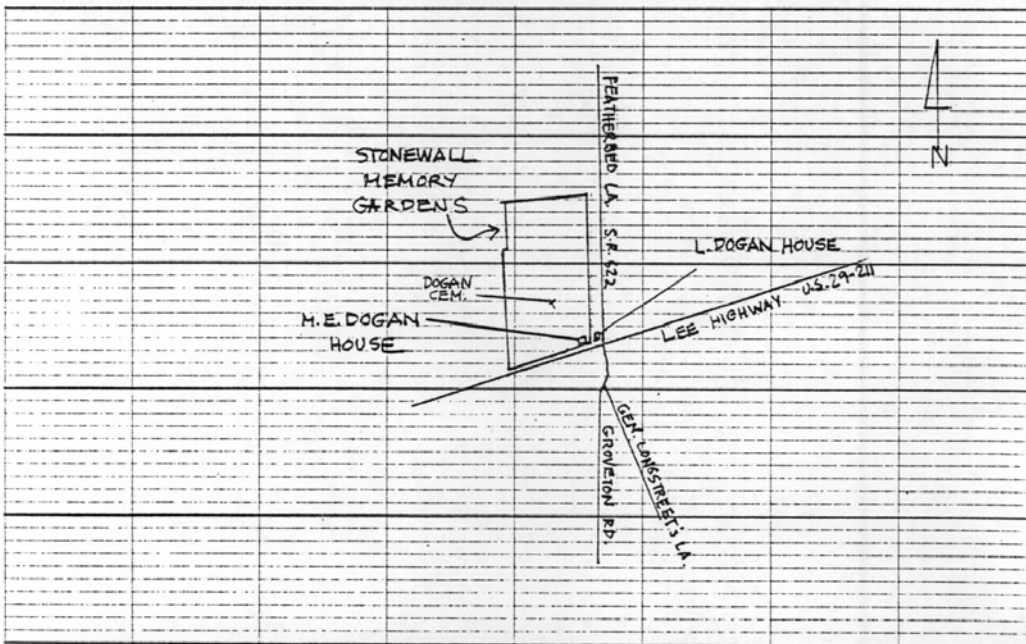 FEATHERBED LA. S.R. 622
N
STONEWALL
MEMORY
GARDENS
L. DOGAN HOUSE
DOGAN
CEM.
LEE HIGHWAY U.S. 29-211
M.E. DOGAN
HOUSE
GEN. LONGSTREET'S LA.
GROVETON RD.